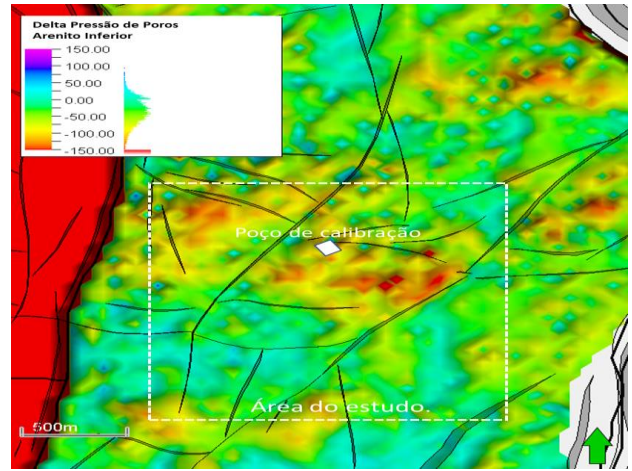 Delta Pressão de Poros
Arenito Inferior
150.00
100.00
50.00
0.00
-50.00
-100.00
-150.00
Poço de calibração
Área do estudo.
500m